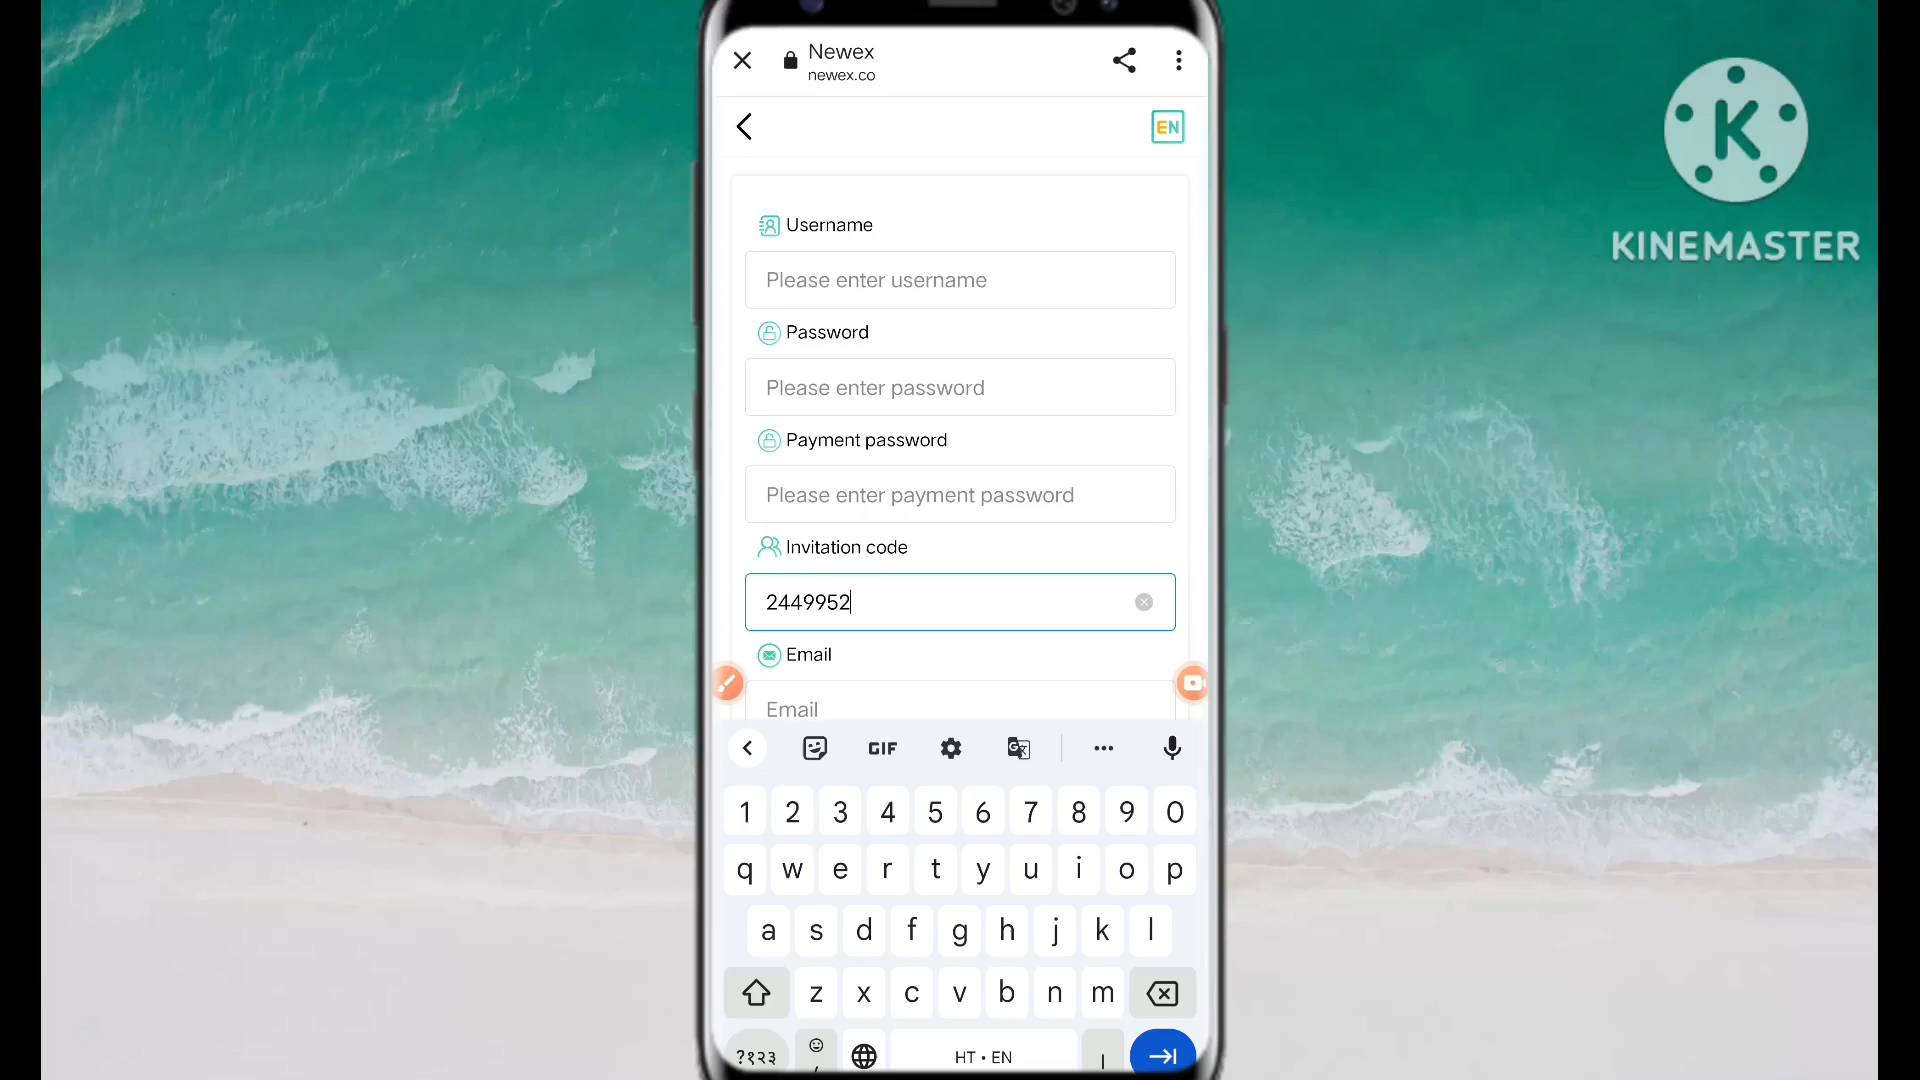 Newex
newex.co
EN
Username
Please enter username
Password
Please enter password
Payment password
Please enter payment password
Invitation code
2449952
Email
Email
GIF
1 2 3 4 5 6 7 8 9 0
q w e r t y u i o p
a s d f g h j k l
z x c v b n m
?१२३ HT • EN ।
K
KINEMASTER